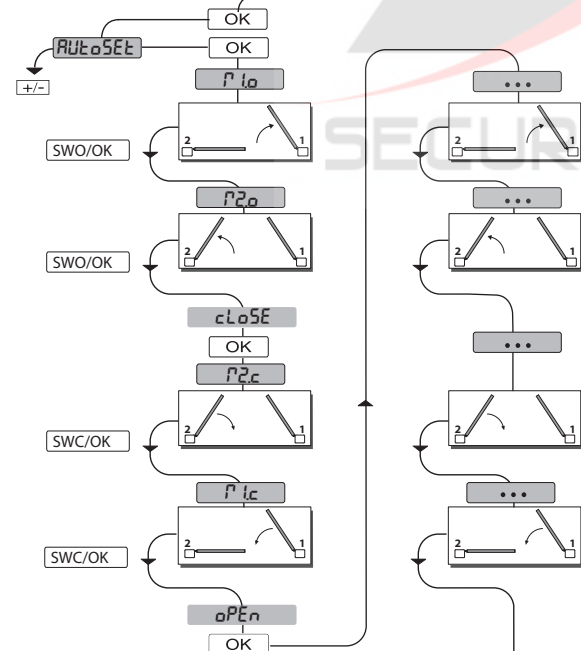 OK
AUtoSEt
OK
+/-
M1.o
2
1
SWO/OK
M2.o
2
1
SWO/OK
cLoSE
OK
M2.c
2
1
SWC/OK
M1.c
2
1
SWC/OK
oPEn
OK
...
2
1
...
2
1
...
2
1
...
2
1
SECUR